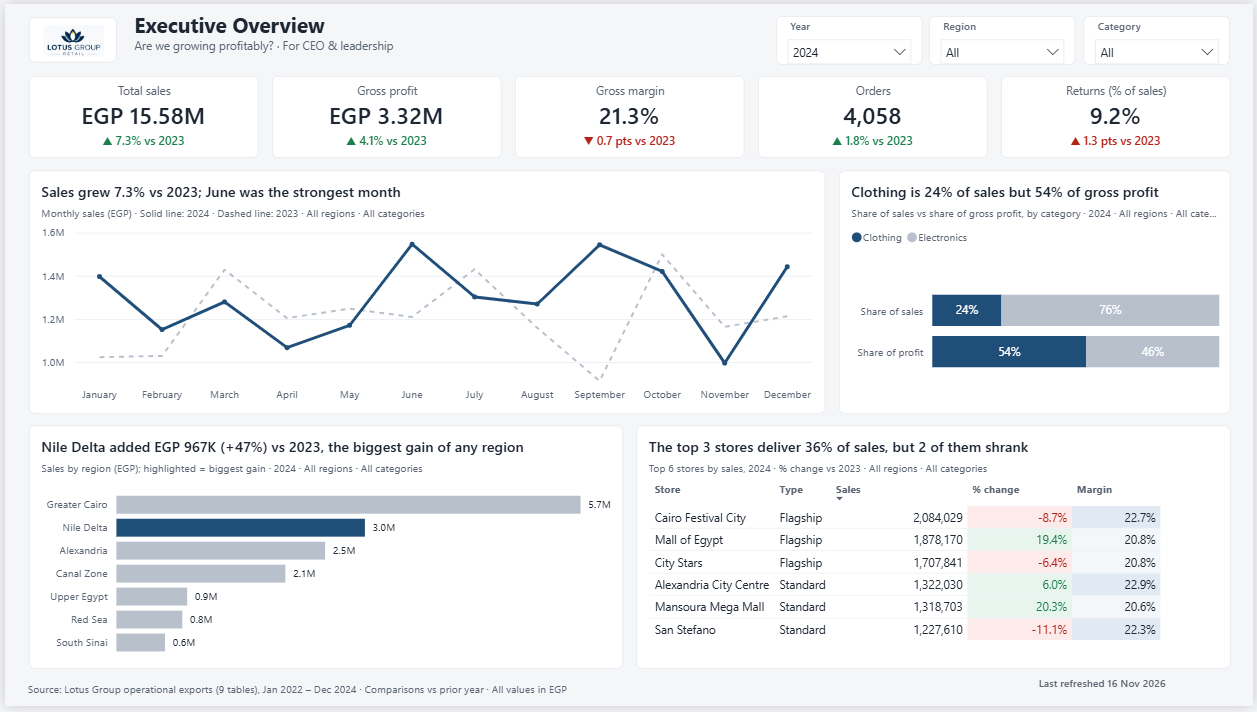 LOTUS GROUP
RETAIL
Executive Overview
Are we growing profitably? · For CEO & leadership
Year
2024
Region
All
Category
All
Total sales
EGP 15.58M
▲ 7.3% vs 2023
Gross profit
EGP 3.32M
▲ 4.1% vs 2023
Gross margin
21.3%
▼ 0.7 pts vs 2023
Orders
4,058
▲ 1.8% vs 2023
Returns (% of sales)
9.2%
▲ 1.3 pts vs 2023
Sales grew 7.3% vs 2023; June was the strongest month
Monthly sales (EGP) · Solid line: 2024 · Dashed line: 2023 · All regions · All categories
1.6M
1.4M
1.2M
1.0M
January February March April May June July August September October November December
Clothing is 24% of sales but 54% of gross profit
Share of sales vs share of gross profit, by category · 2024 · All regions · All cate...
Clothing Electronics
Share of sales 24% 76%
Share of profit 54% 46%
Nile Delta added EGP 967K (+47%) vs 2023, the biggest gain of any region
Sales by region (EGP); highlighted = biggest gain · 2024 · All regions · All categories
Greater Cairo 5.7M
Nile Delta 3.0M
Alexandria 2.5M
Canal Zone 2.1M
Upper Egypt 0.9M
Red Sea 0.8M
South Sinai 0.6M
The top 3 stores deliver 36% of sales, but 2 of them shrank
Top 6 stores by sales, 2024 · % change vs 2023 · All regions · All categories
Store Type Sales % change Margin
Cairo Festival City Flagship 2,084,029 -8.7% 22.7%
Mall of Egypt Flagship 1,878,170 19.4% 20.8%
City Stars Flagship 1,707,841 -6.4% 20.8%
Alexandria City Centre Standard 1,322,030 6.0% 22.9%
Mansoura Mega Mall Standard 1,318,703 20.3% 20.6%
San Stefano Standard 1,227,610 -11.1% 22.3%
Source: Lotus Group operational exports (9 tables), Jan 2022 – Dec 2024 · Comparisons vs prior year · All values in EGP
Last refreshed 16 Nov 2026